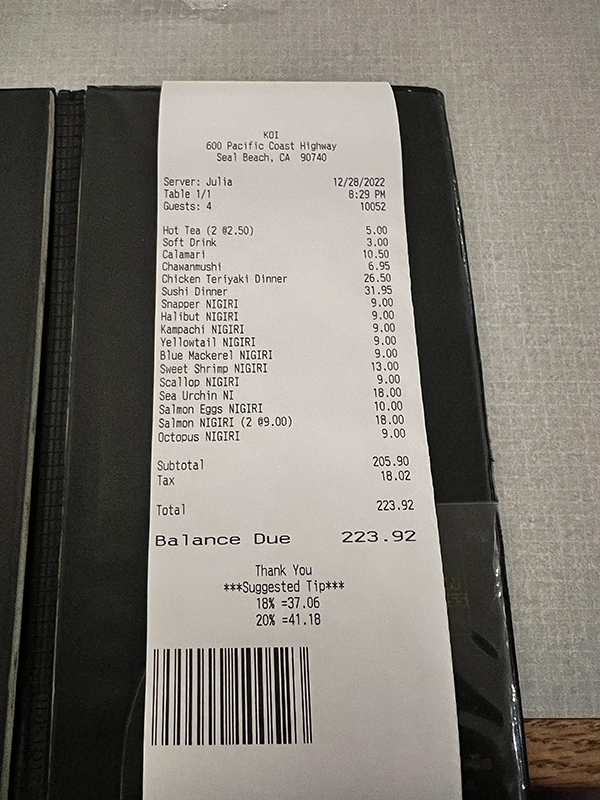 KOI
600 Pacific Coast Highway
Seal Beach, CA 90740
Server: Julia 12/28/2022
Table 1/1 8:29 PM
Guests: 4 10052
Hot Tea (2 @2.50) 5.00
Soft Drink 3.00
Calamari 10.50
Chawanmushi 6.95
Chicken Teriyaki Dinner 26.50
Sushi Dinner 31.95
Snapper NIGIRI 9.00
Halibut NIGIRI 9.00
Kampachi NIGIRI 9.00
Yellowtail NIGIRI 9.00
Blue Mackerel NIGIRI 9.00
Sweet Shrimp NIGIRI 13.00
Scallop NIGIRI 9.00
Sea Urchin NI 18.00
Salmon Eggs NIGIRI 10.00
Salmon NIGIRI (2 @9.00) 18.00
Octopus NIGIRI 9.00
Subtotal 205.90
Tax 18.02
Total 223.92
Balance Due 223.92
Thank You
***Suggested Tip***
18% =37.06
20% =41.18